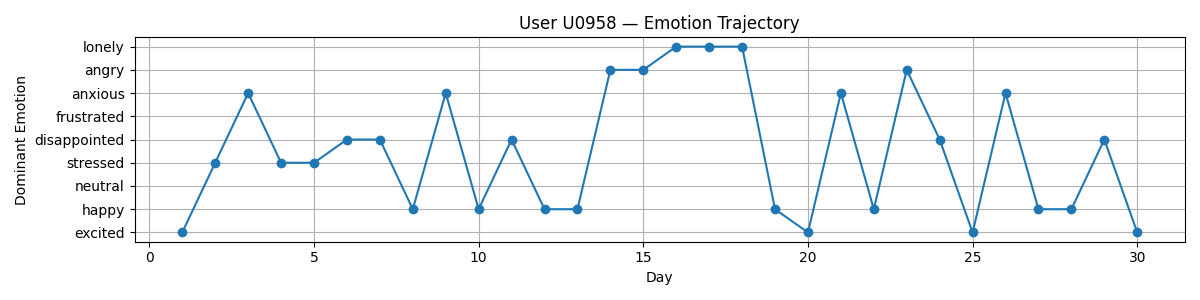 User U0958 — Emotion Trajectory
Dominant Emotion
lonely
angry
anxious
frustrated
disappointed
stressed
neutral
happy
excited
0 5 10 15 20 25 30
Day